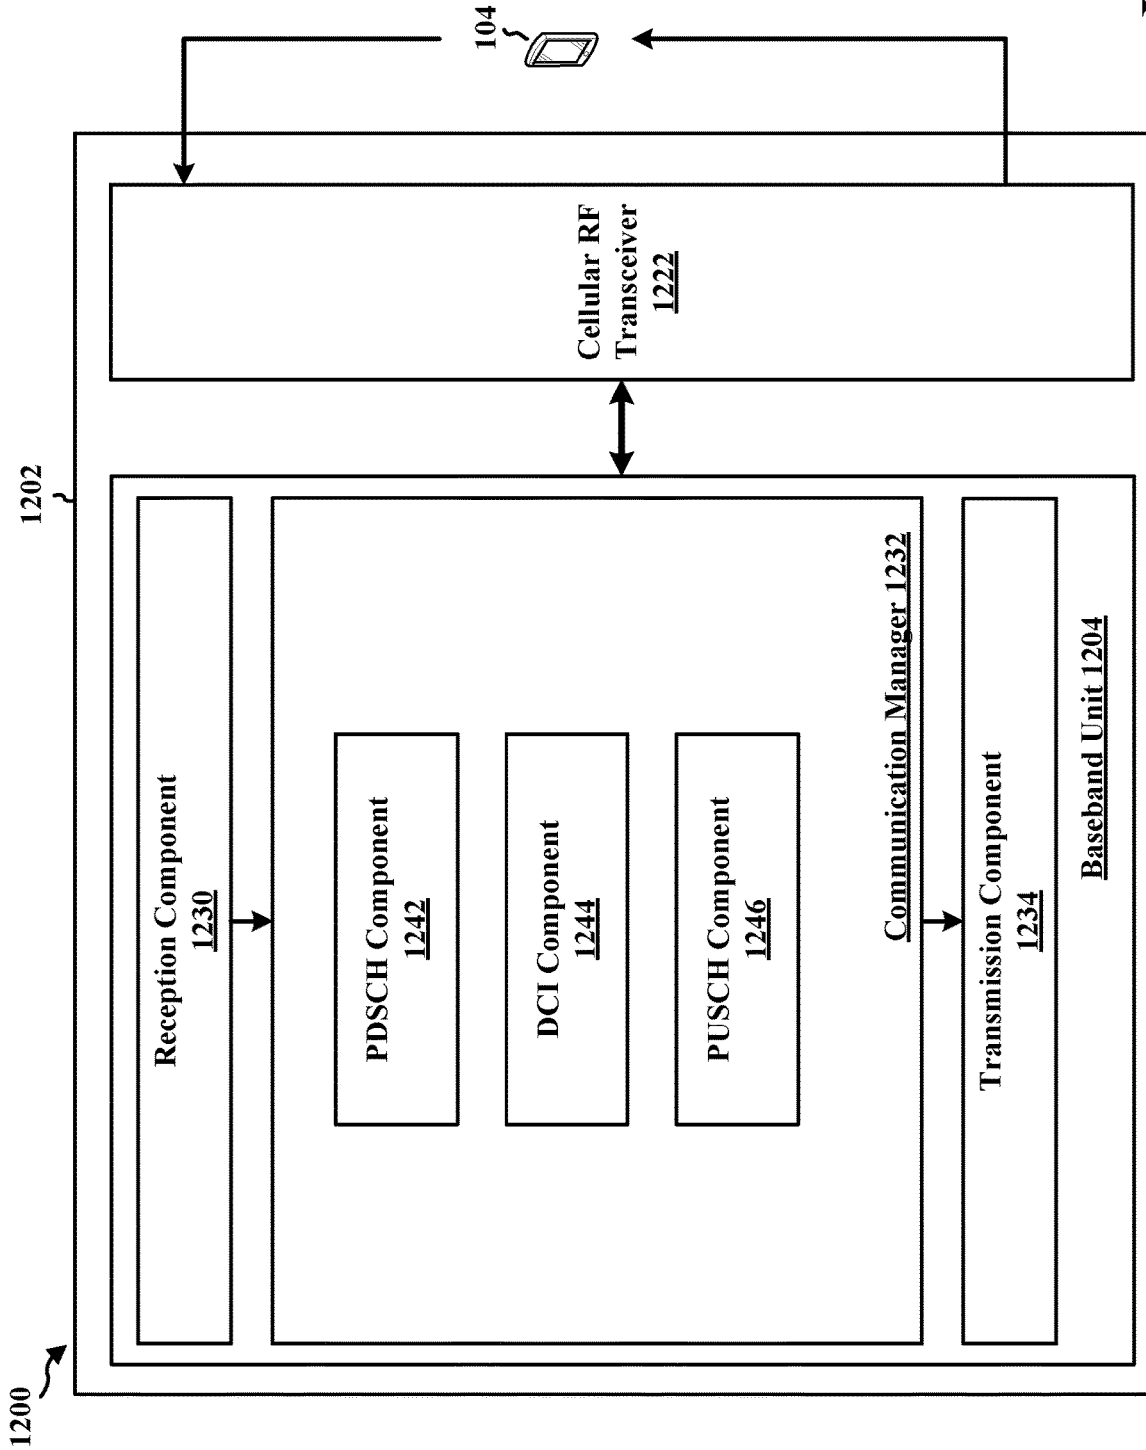 1200
1202
104
Reception Component
1230
PDSCH Component
1242
DCI Component
1244
PUSCH Component
1246
Communication Manager 1232
Transmission Component
1234
Baseband Unit 1204
Cellular RF
Transceiver
1222